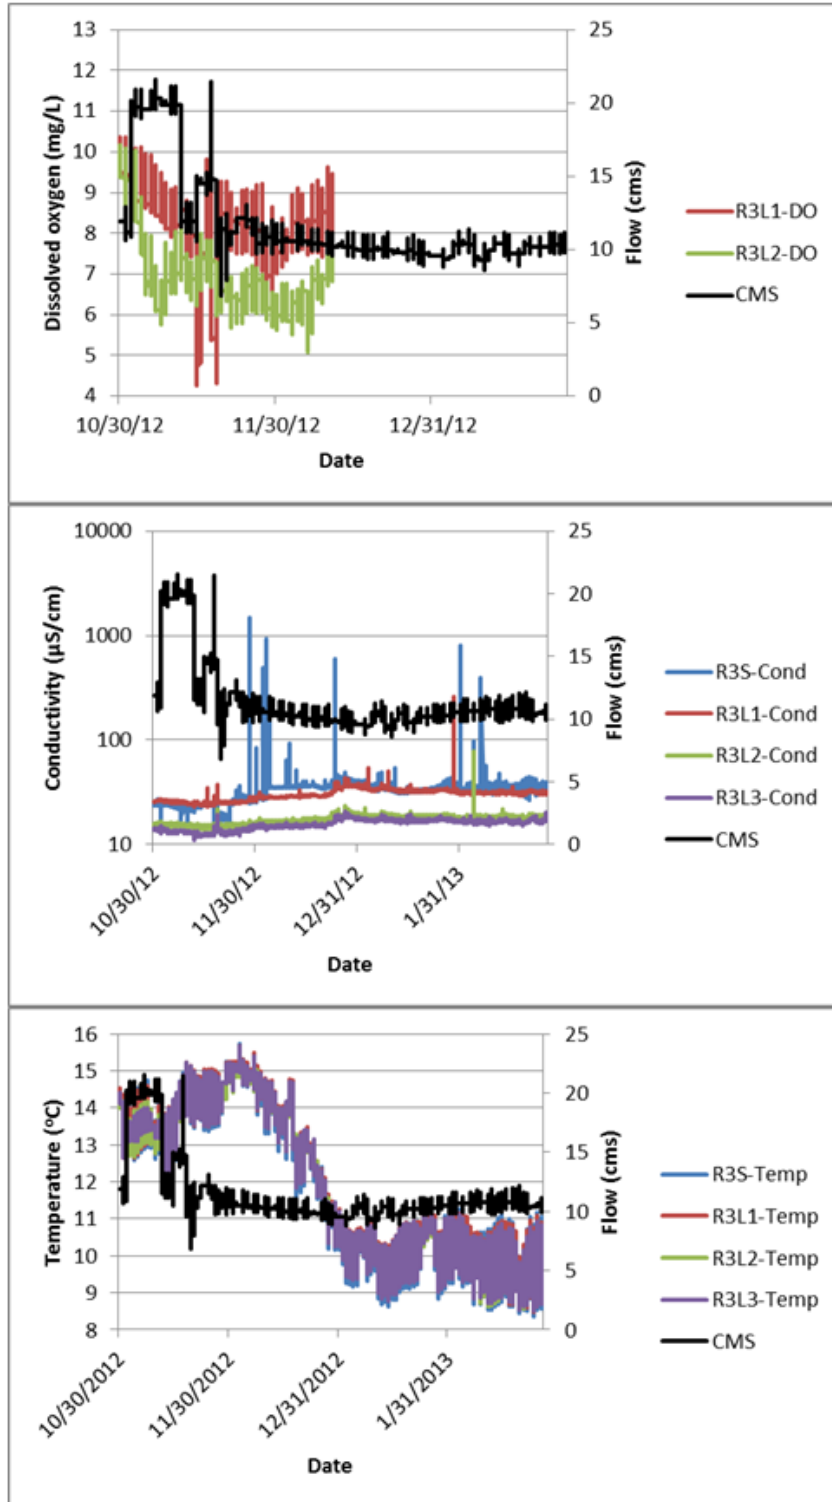 13
12
11
10
9
8
7
6
5
4
Dissolved oxygen (mg/L)
25
20
15
10
5
0
Flow (cms)
10/30/12
11/30/12
12/31/12
Date
R3L1-DO
R3L2-DO
CMS
10000
1000
100
10
Conductivity (µS/cm)
25
20
15
10
5
0
Flow (cms)
10/30/12
11/30/12
12/31/12
1/31/13
Date
R3S-Cond
R3L1-Cond
R3L2-Cond
R3L3-Cond
CMS
16
15
14
13
12
11
10
9
8
Temperature (°C)
25
20
15
10
5
0
Flow (cms)
10/30/2012
11/30/2012
12/31/2012
1/31/2013
Date
R3S-Temp
R3L1-Temp
R3L2-Temp
R3L3-Temp
CMS